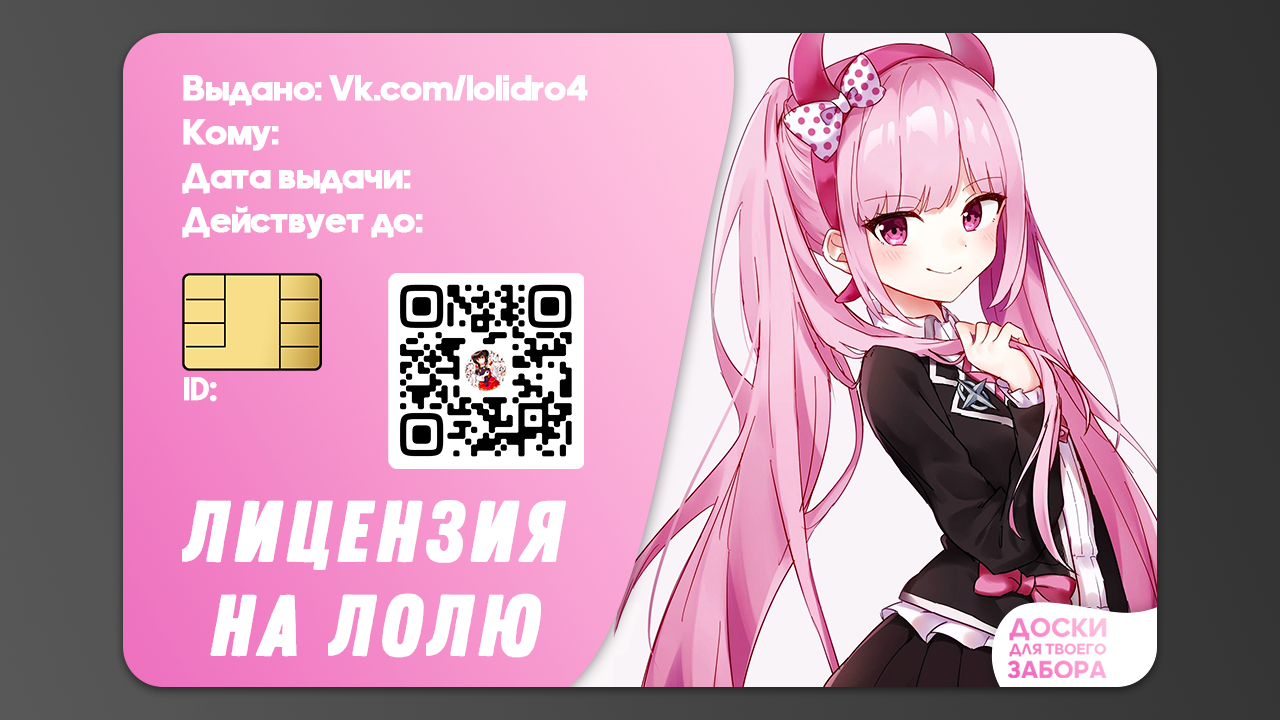 Выдано: Vk.com/lolidro4
Кому:
Дата выдачи:
Действует до:
ID:
ЛИЦЕНЗИЯ
НА ЛОЛЮ
ДОСКИ
ДЛЯ ТВОЕГО
ЗАБОРА